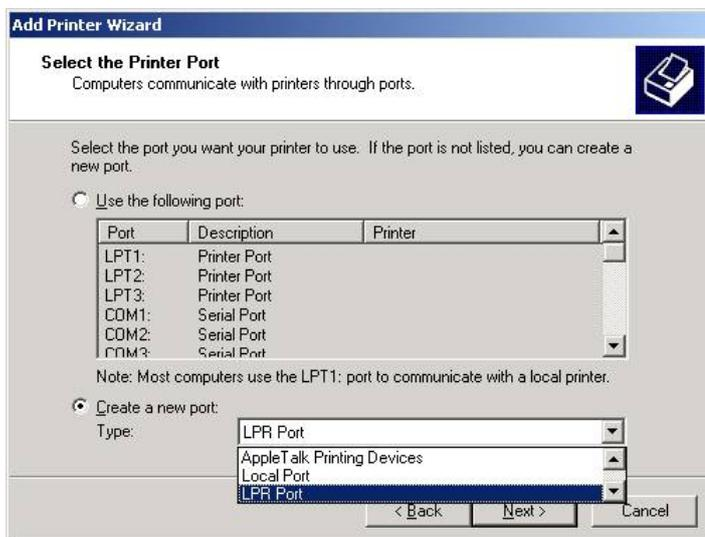 Add Printer Wizard
Select the Printer Port
Computers communicate with printers through ports.
Select the port you want your printer to use. If the port is not listed, you can create a
new port.
Use the following port:
Port Description Printer
LPT1: Printer Port
LPT2: Printer Port
LPT3: Printer Port
COM1: Serial Port
COM2: Serial Port
COM3: Serial Port
Note: Most computers use the LPT1: port to communicate with a local printer.
Create a new port:
Type: LPR Port
AppleTalk Printing Devices
Local Port
LPR Port
< Back Next > Cancel